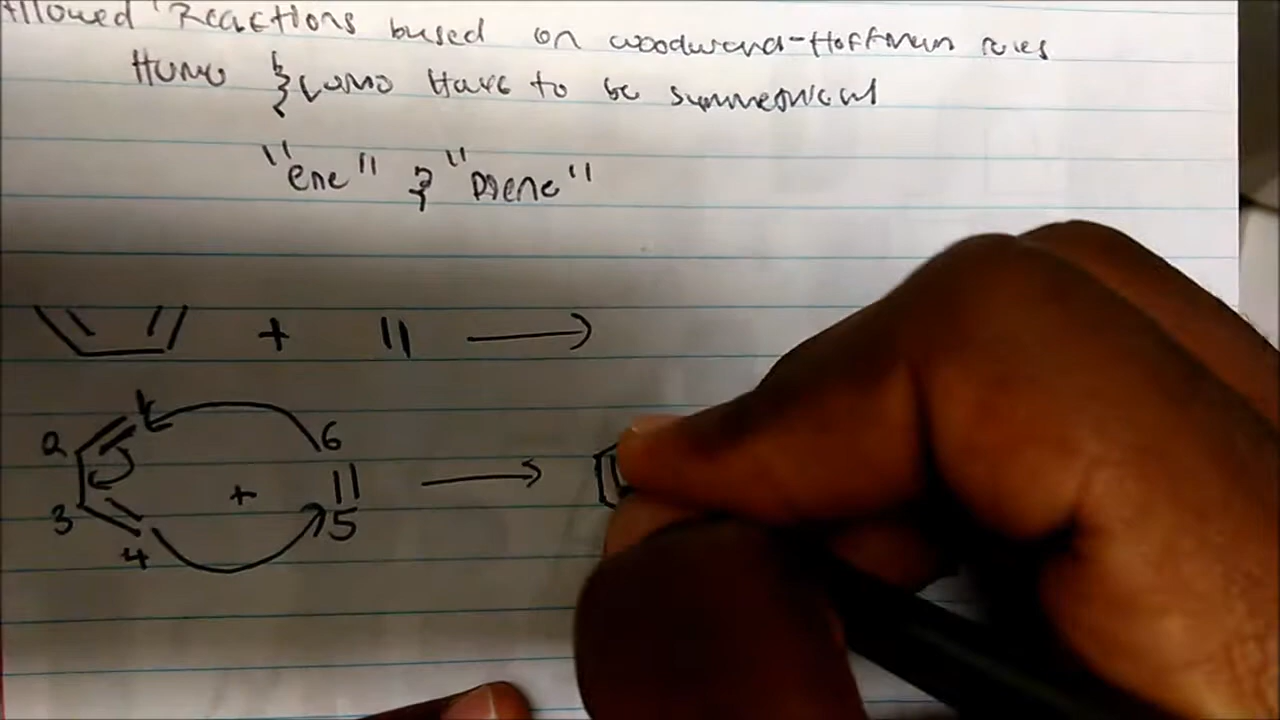 Allowed Reactions based on woodward-Hoffman rules
Homo & Lumo Have to be symmetrical
"ene" & "Diene"
+
1 6
2
+
3 5
4